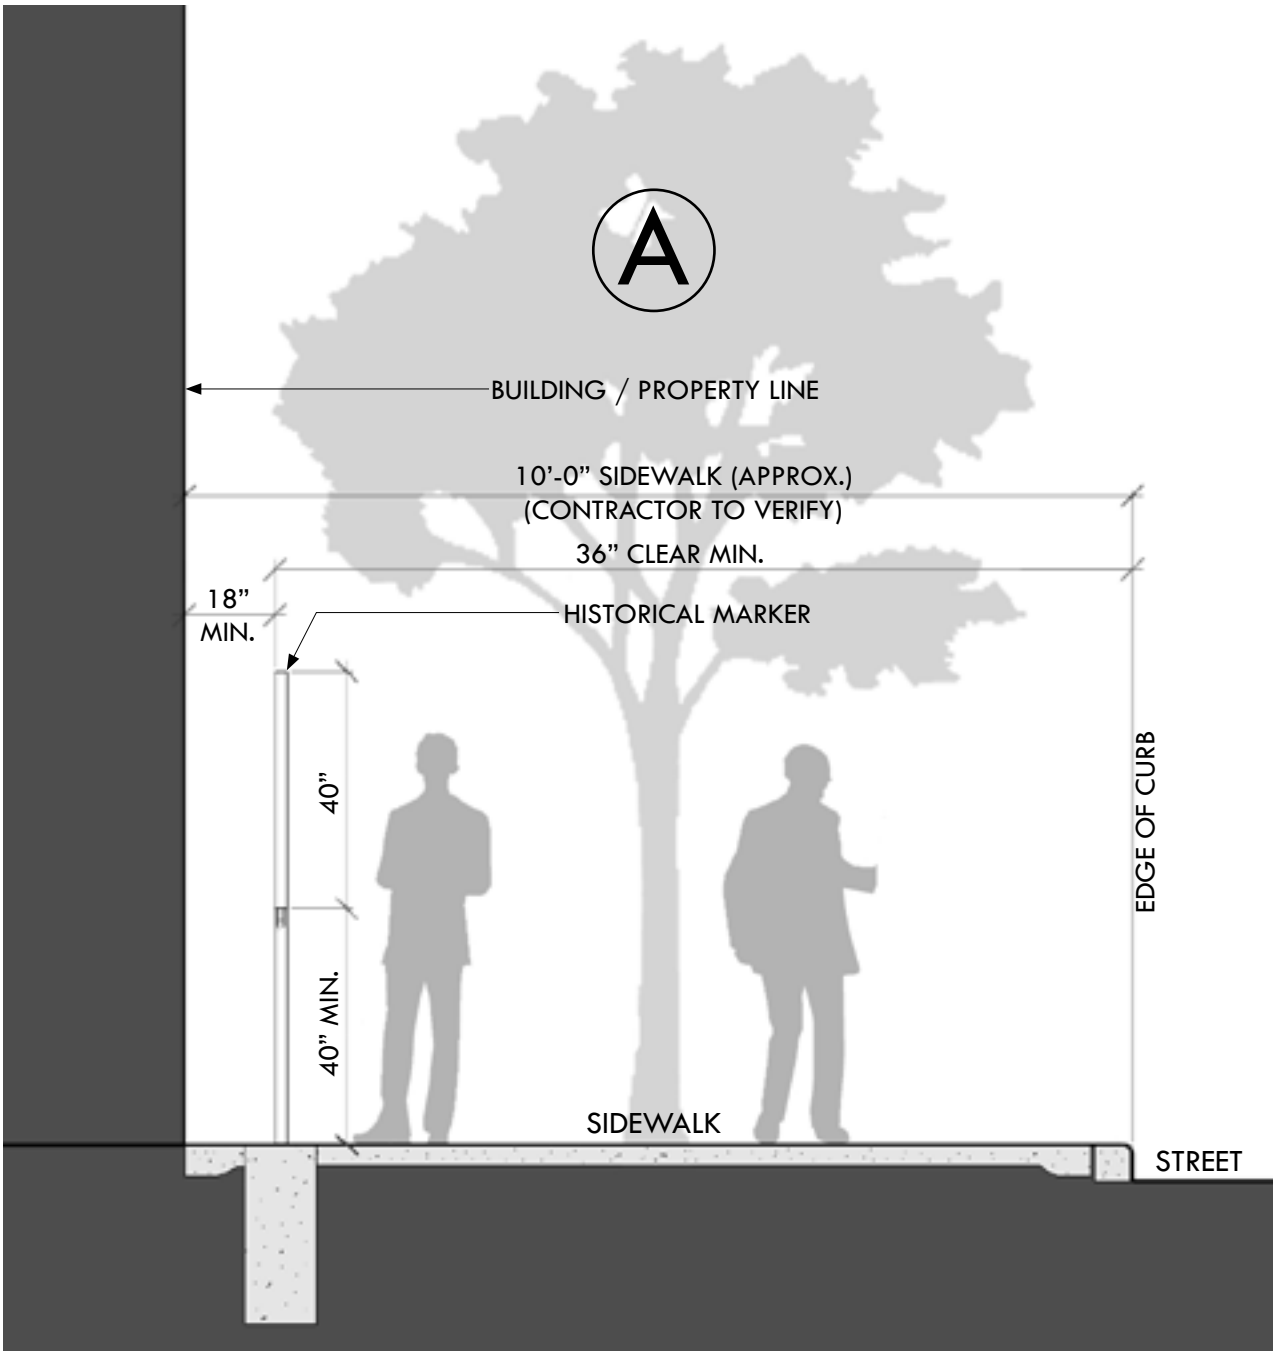 A
BUILDING / PROPERTY LINE
10’-0” SIDEWALK (APPROX.)
(CONTRACTOR TO VERIFY)
36” CLEAR MIN.
18”
MIN.
HISTORICAL MARKER
40”
EDGE OF CURB
40” MIN.
SIDEWALK
STREET